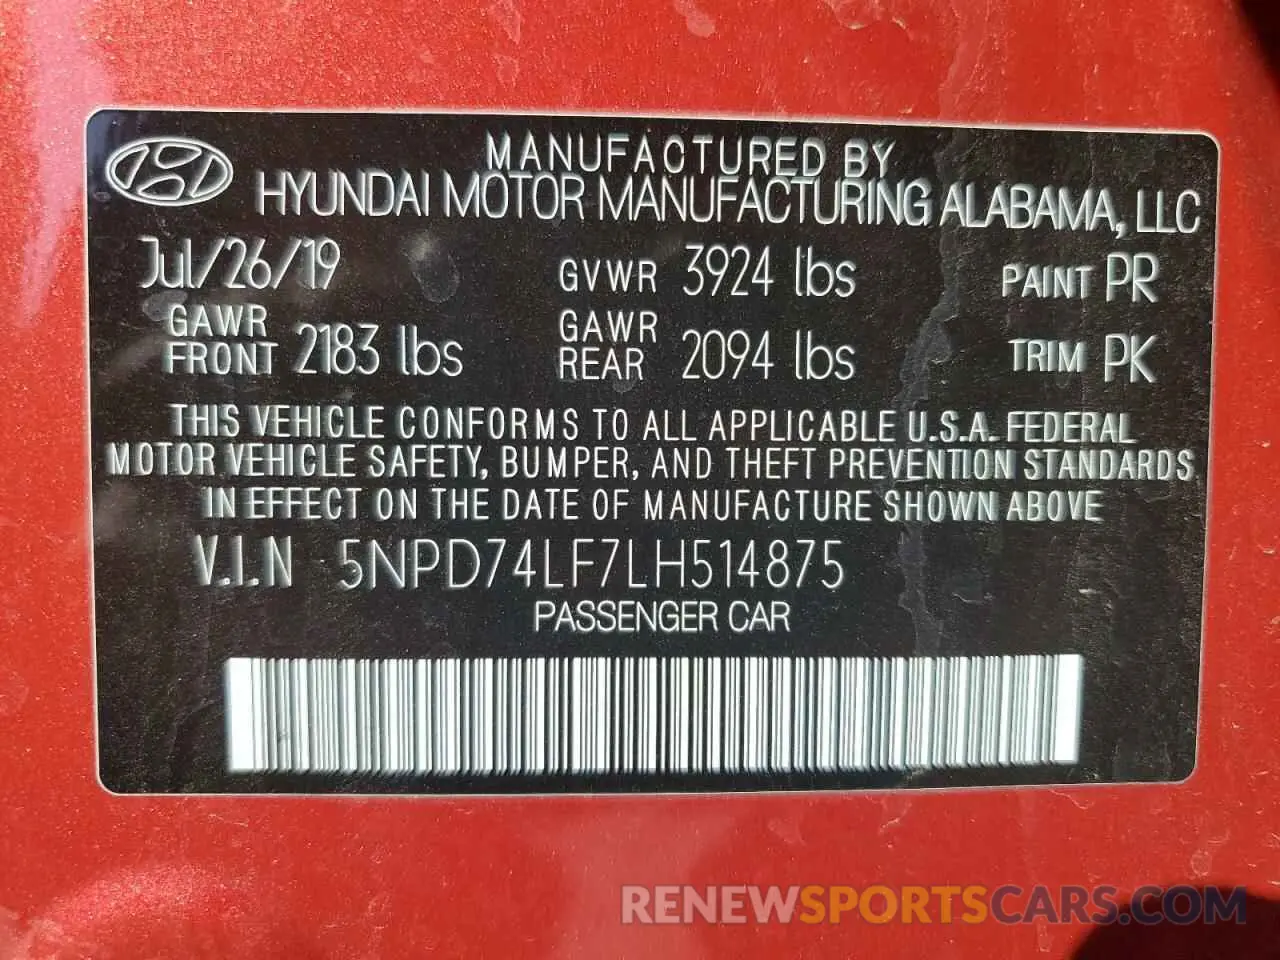 MANUFACTURED BY
HYUNDAI MOTOR MANUFACTURING ALABAMA, LLC
Jul/26/19 GVWR 3924 lbs PAINT PR
GAWR FRONT 2183 lbs GAWR REAR 2094 lbs TRIM PK
THIS VEHICLE CONFORMS TO ALL APPLICABLE U.S.A. FEDERAL
MOTOR VEHICLE SAFETY, BUMPER, AND THEFT PREVENTION STANDARDS
IN EFFECT ON THE DATE OF MANUFACTURE SHOWN ABOVE
V.I.N 5NPD74LF7LH514875
PASSENGER CAR
RENEWSPORTSCARS.COM